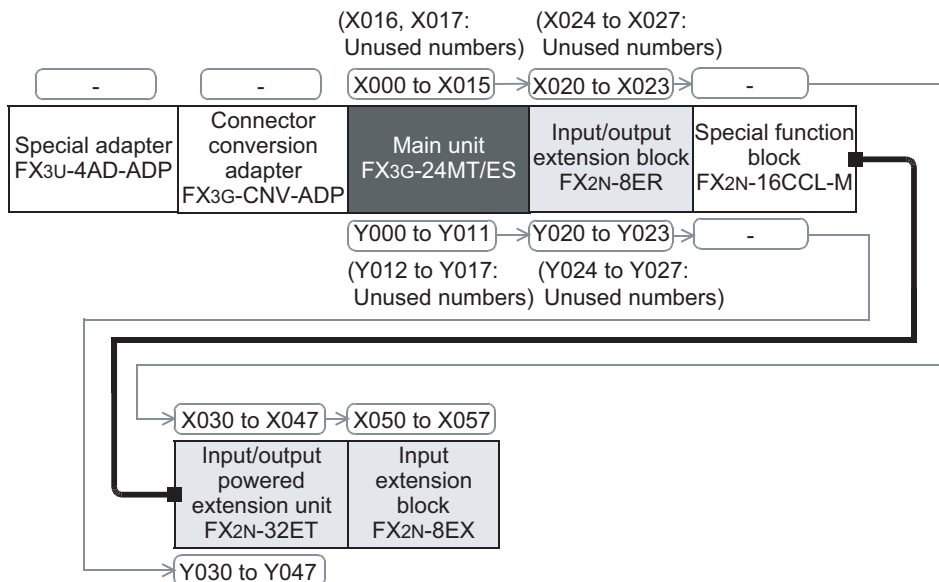 (X016, X017:
Unused numbers)
(X024 to X027:
Unused numbers)
-
-
X000 to X015
X020 to X023
-
Special adapter
FX3U-4AD-ADP
Connector
conversion
adapter
FX3G-CNV-ADP
Main unit
FX3G-24MT/ES
Input/output
extension block
FX2N-8ER
Special function
block
FX2N-16CCL-M
Y000 to Y011
Y020 to Y023
-
(Y012 to Y017:
Unused numbers)
(Y024 to Y027:
Unused numbers)
X030 to X047
X050 to X057
Input/output
powered
extension unit
FX2N-32ET
Input
extension
block
FX2N-8EX
Y030 to Y047